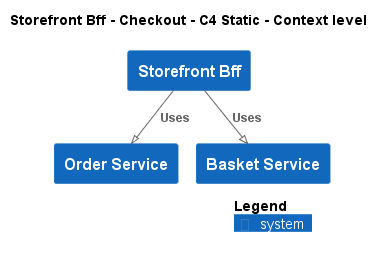 Storefront Bff - Checkout - C4 Static - Context level
Storefront Bff
Uses
Uses
Order Service
Basket Service
Legend
system